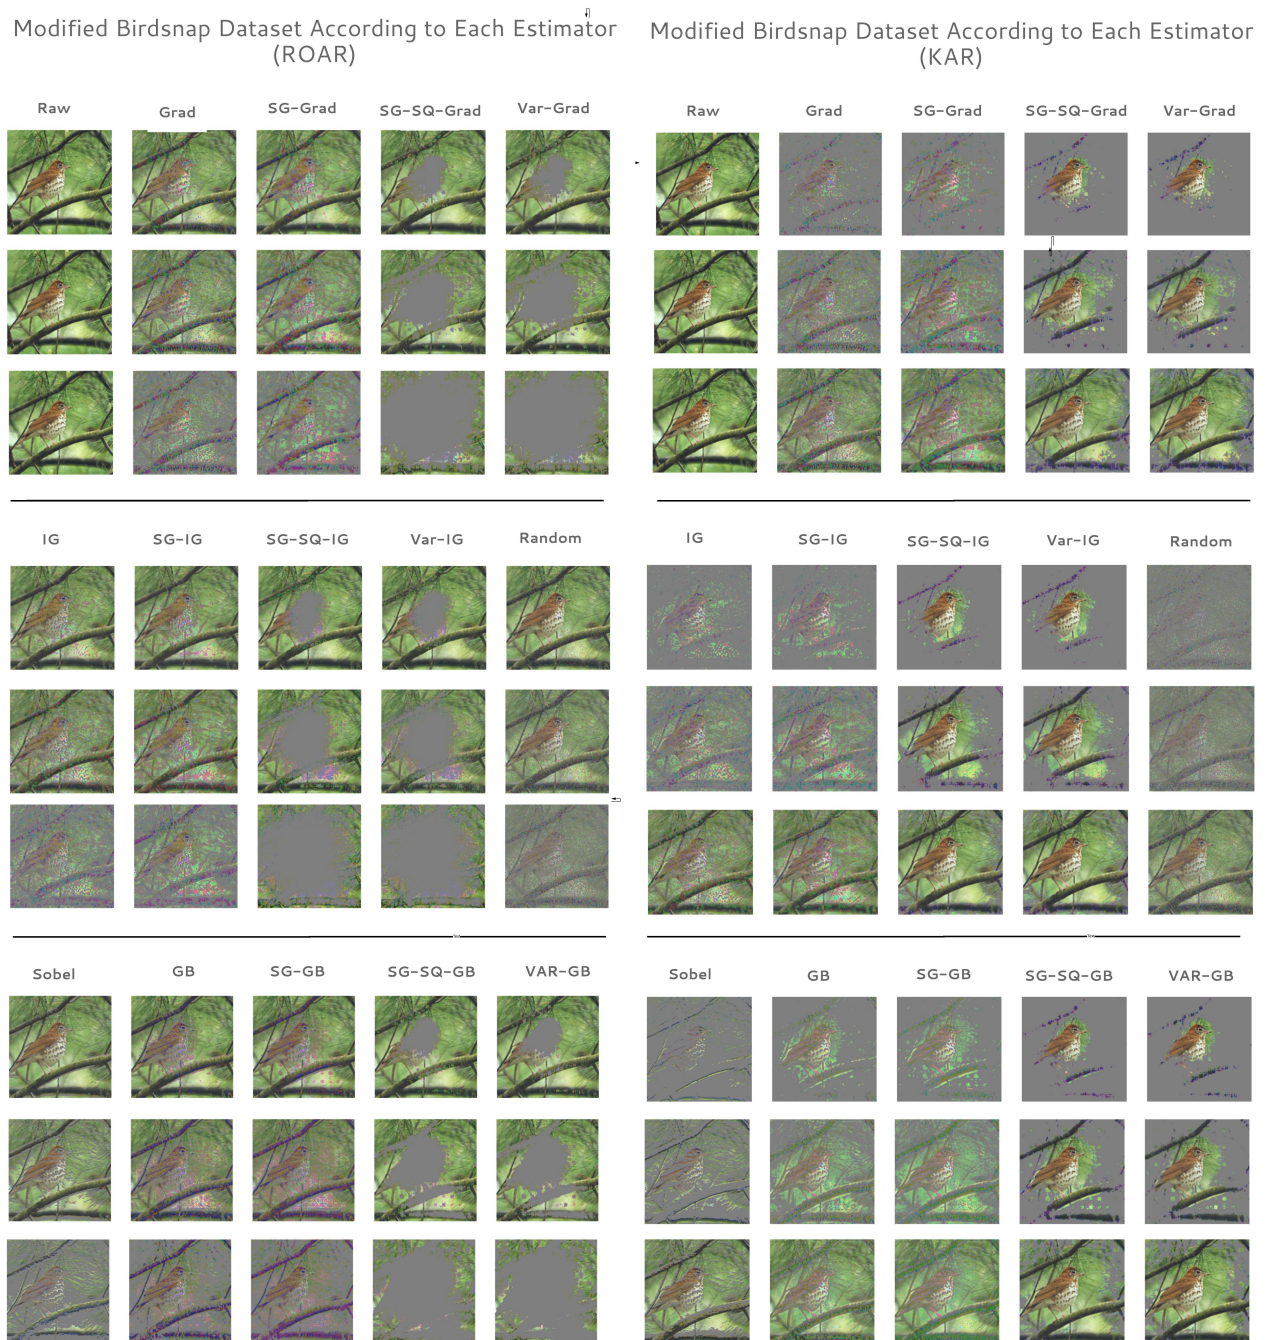 Modified Birdsnap Dataset According to Each Estimator
(ROAR)
Raw
Grad
SG-Grad
SG-SQ-Grad
Var-Grad
IG
SG-IG
SG-SQ-IG
Var-IG
Random
Sobel
GB
SG-GB
SG-SQ-GB
VAR-GB
Modified Birdsnap Dataset According to Each Estimator
(KAR)
Raw
Grad
SG-Grad
SG-SQ-Grad
Var-Grad
IG
SG-IG
SG-SQ-IG
Var-IG
Random
Sobel
GB
SG-GB
SG-SQ-GB
VAR-GB